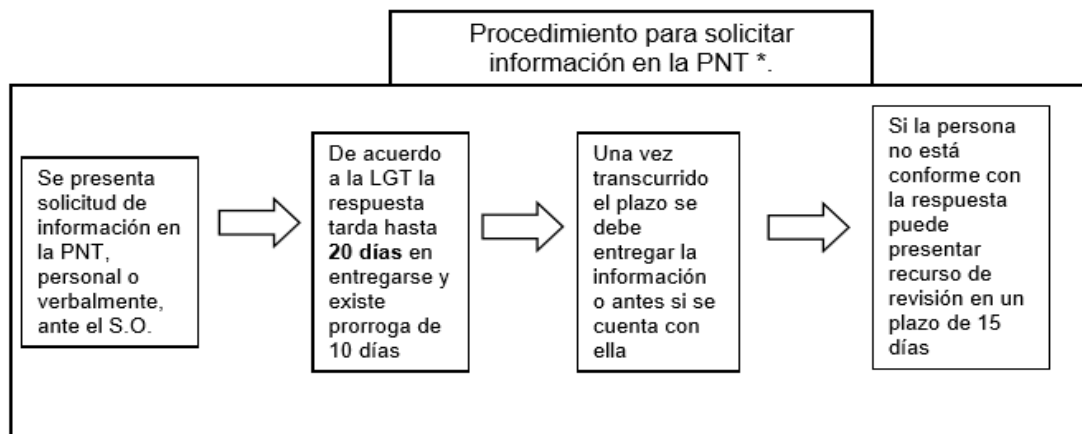 Procedimiento para solicitar
información en la PNT *.
Se presenta
solicitud de
información en
la PNT,
personal o
verbalmente,
ante el S.O.
De acuerdo
a la LGT la
respuesta
tarda hasta
20 días en
entregarse y
existe
prorroga de
10 días
Una vez
transcurrido
el plazo se
debe
entregar la
información
o antes si se
cuenta con
ella
Si la persona
no está
conforme con
la respuesta
puede
presentar
recurso de
revisión en un
plazo de 15
días